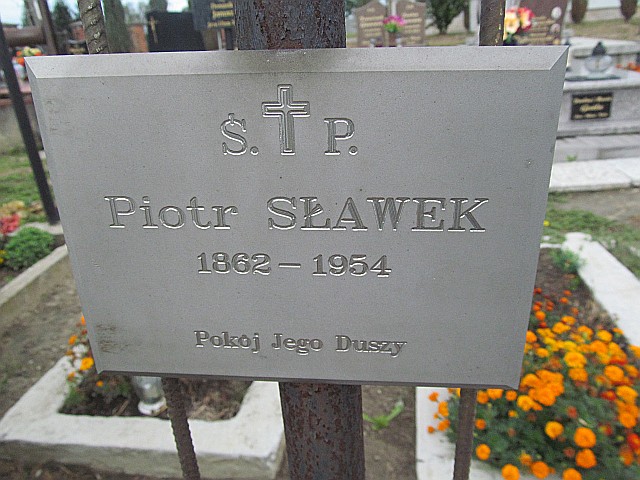 Ś. P.
Piotr SŁAWEK
1862 – 1954
Pokój Jego Duszy